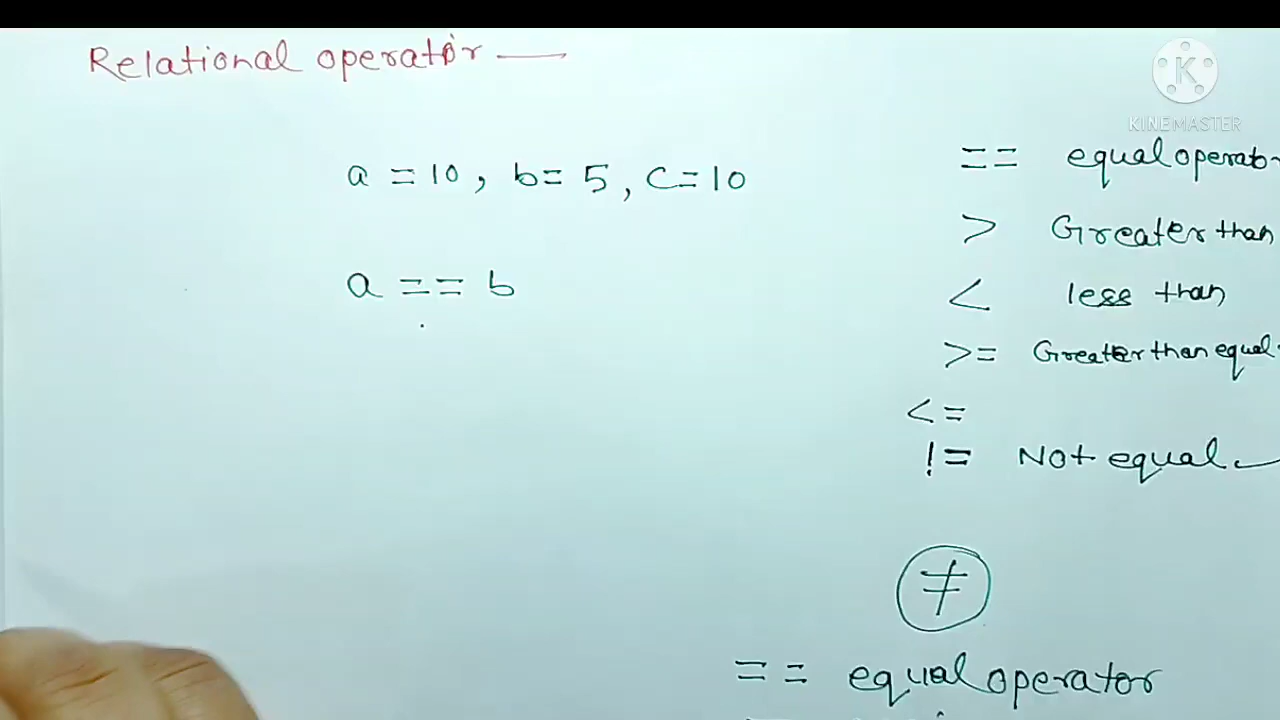 Relational operator —
KINEMASTER
a = 10, b = 5, c = 10
== equal operator
> Greater than
a == b
< less than
>= Greater than equal
<=
!= Not equal
≠
== equal operator